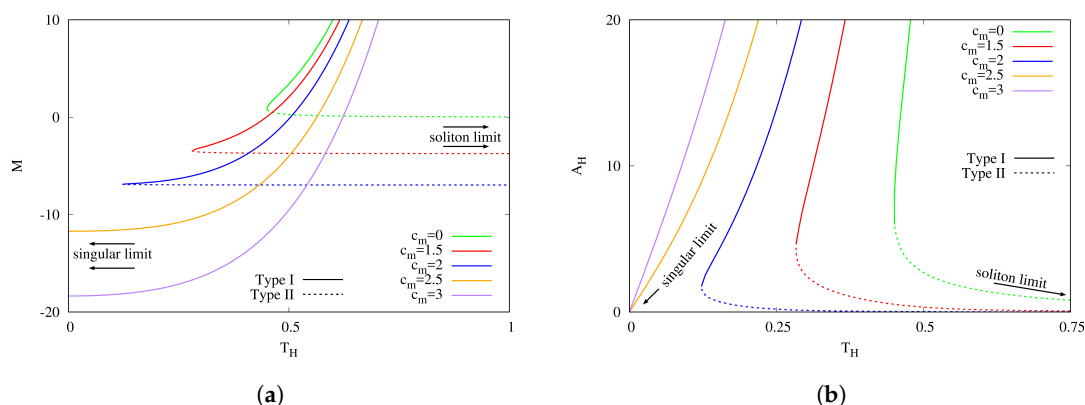 10
0
-10
-20
M
0
0.5
1
T_H
soliton limit
singular limit
Type I
Type II
c_m=0
c_m=1.5
c_m=2
c_m=2.5
c_m=3
(a)
20
10
0
A_H
0
0.25
0.5
0.75
T_H
c_m=0
c_m=1.5
c_m=2
c_m=2.5
c_m=3
Type I
Type II
singular limit
soliton limit
(b)